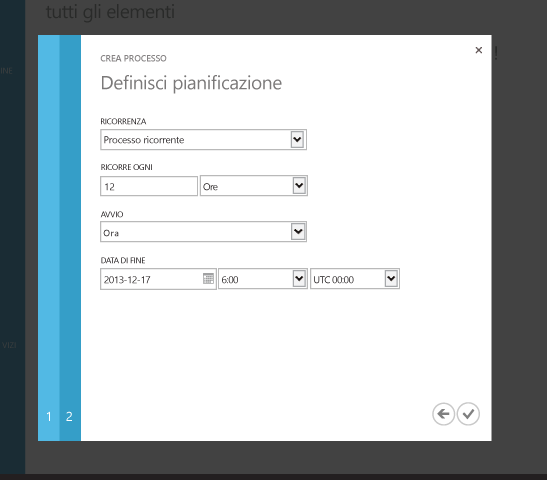 tutti gli elementi
!
CREA PROCESSO
Definisci pianificazione
RICORRENZA
Processo ricorrente
RICORRE OGNI
12 Ore
AVVIO
Ora
DATA DI FINE
2013-12-17 6:00 UTC 00:00
1 2